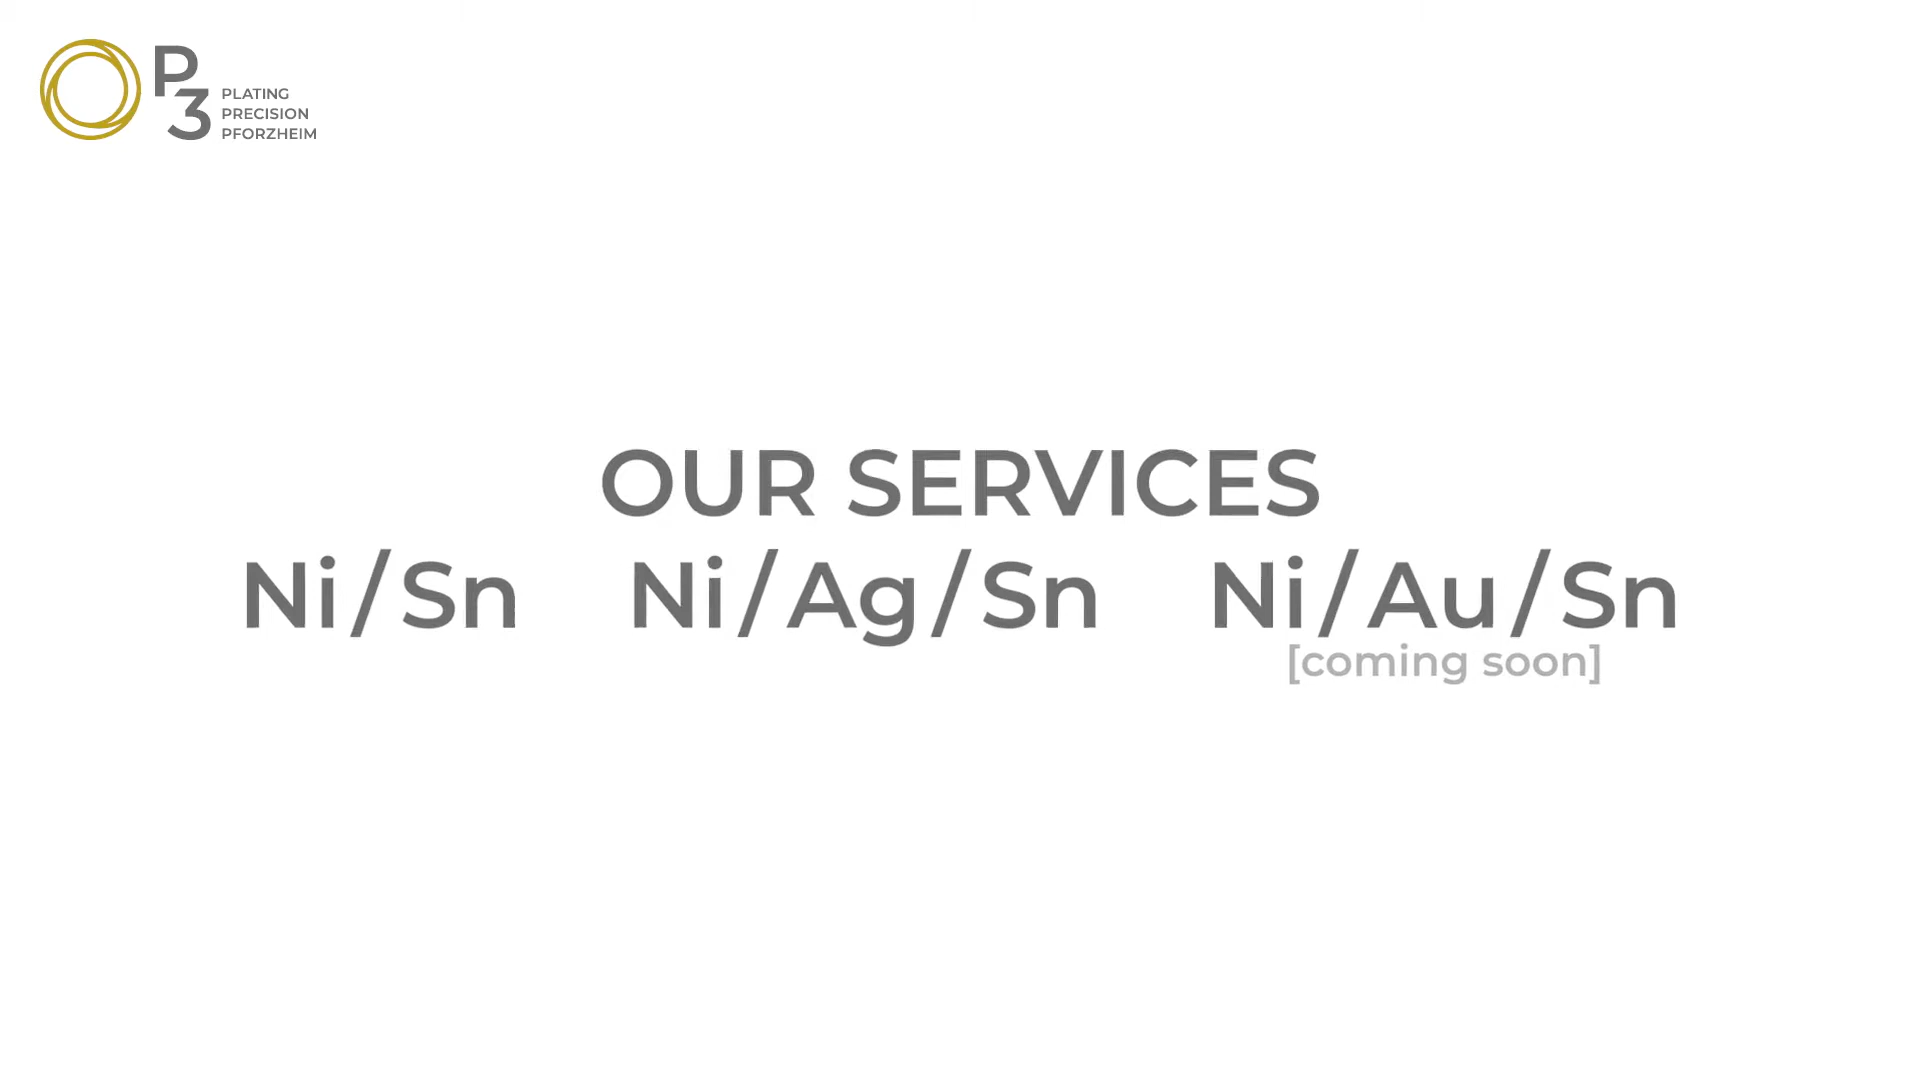 P3
PLATING
PRECISION
PFORZHEIM
OUR SERVICES
Ni/Sn Ni/Ag/Sn Ni/Au/Sn
[coming soon]